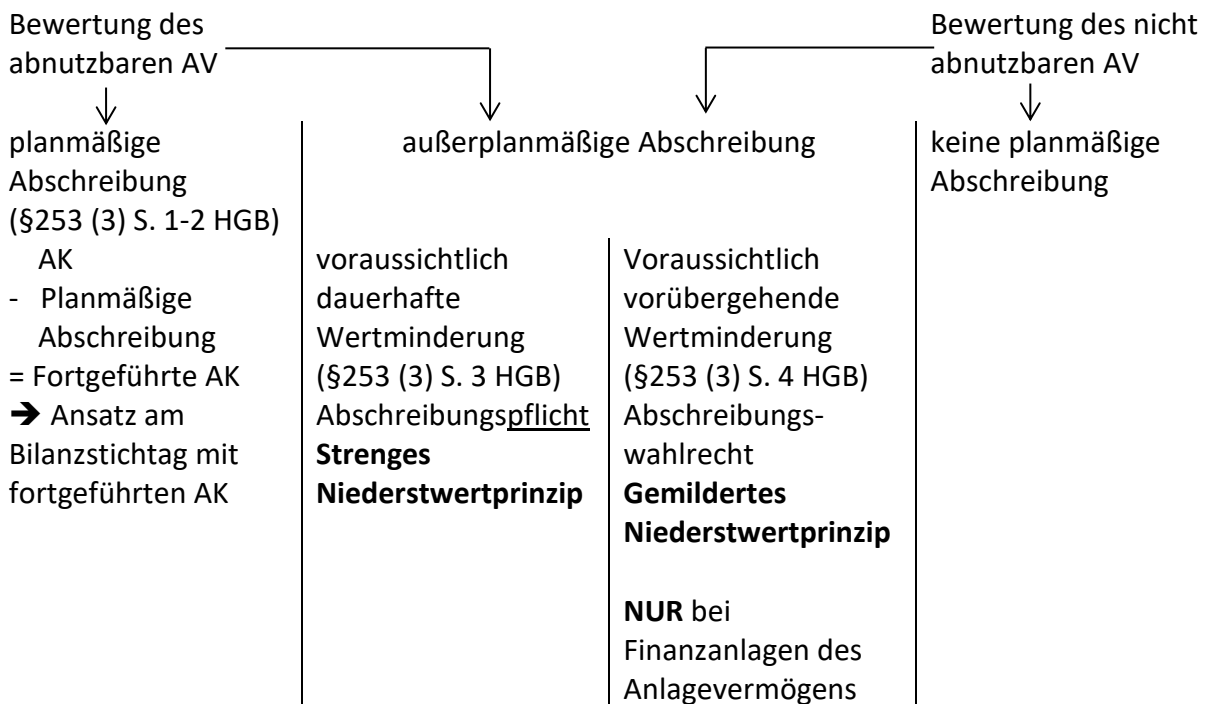 Bewertung des
abnutzbaren AV
Bewertung des nicht
abnutzbaren AV
planmäßige
Abschreibung
(§253 (3) S. 1-2 HGB)
AK
- Planmäßige
Abschreibung
= Fortgeführte AK
➔ Ansatz am
Bilanzstichtag mit
fortgeführten AK
außerplanmäßige Abschreibung
voraussichtlich
dauerhafte
Wertminderung
(§253 (3) S. 3 HGB)
Abschreibungspflicht
Strenges
Niederstwertprinzip
Voraussichtlich
vorübergehende
Wertminderung
(§253 (3) S. 4 HGB)
Abschreibungs-
wahlrecht
Gemildertes
Niederstwertprinzip
NUR bei
Finanzanlagen des
Anlagevermögens
keine planmäßige
Abschreibung